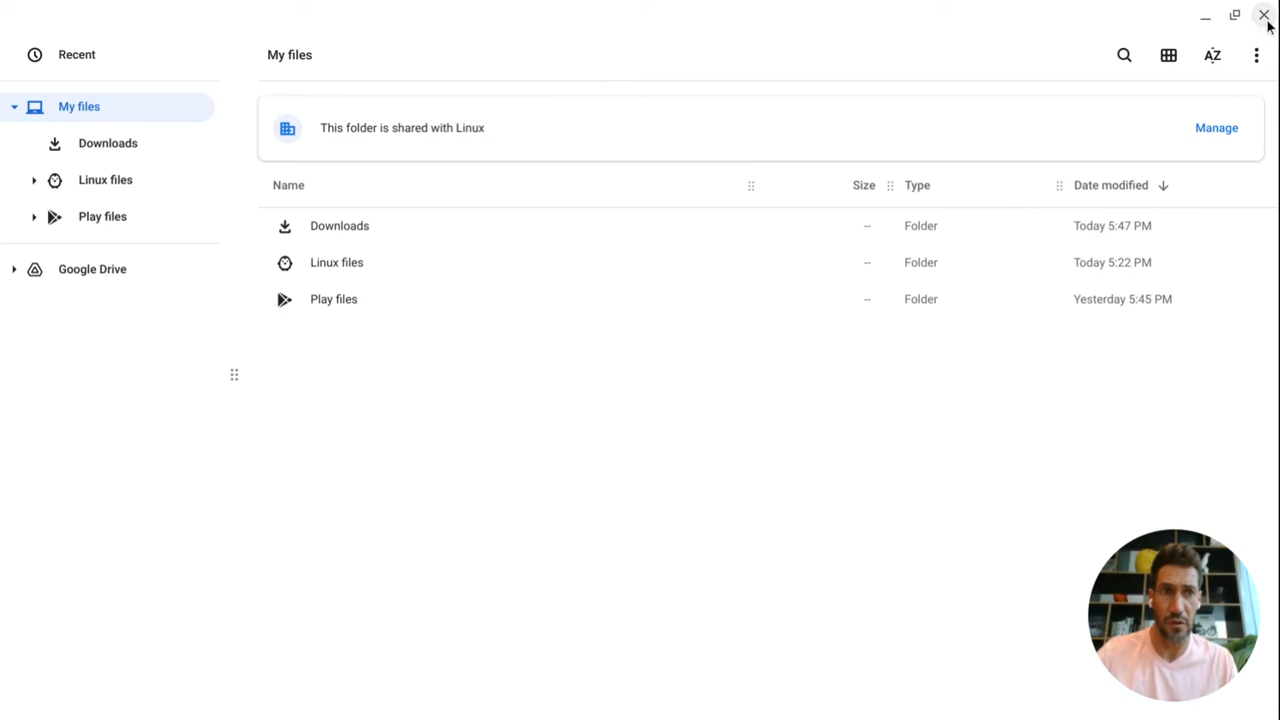 Recent
My files
Downloads
Linux files
Play files
Google Drive
My files
This folder is shared with Linux
Manage
Name Size Type Date modified
Downloads -- Folder Today 5:47 PM
Linux files -- Folder Today 5:22 PM
Play files -- Folder Yesterday 5:45 PM